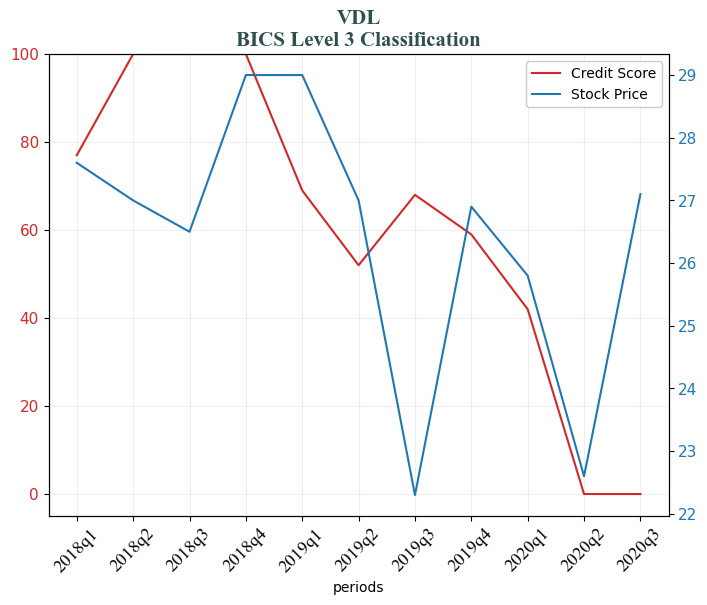 VDL
BICS Level 3 Classification
Credit Score
Stock Price
100
80
60
40
20
0
29
28
27
26
25
24
23
22
2018q1
2018q2
2018q3
2018q4
2019q1
2019q2
2019q3
2019q4
2020q1
2020q2
2020q3
periods